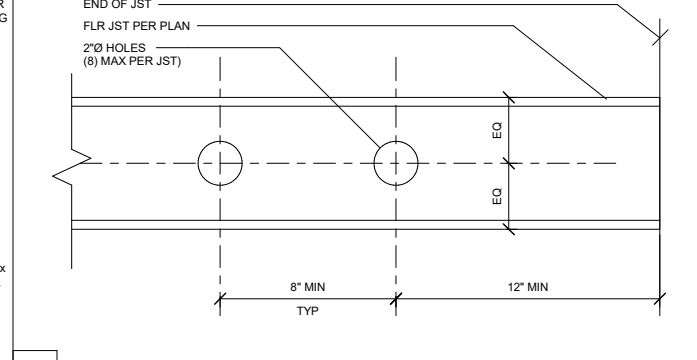 R
G
END OF JST
FLR JST PER PLAN
2"Ø HOLES
(8) MAX PER JST)
EQ
EQ
x
8" MIN
TYP
12" MIN